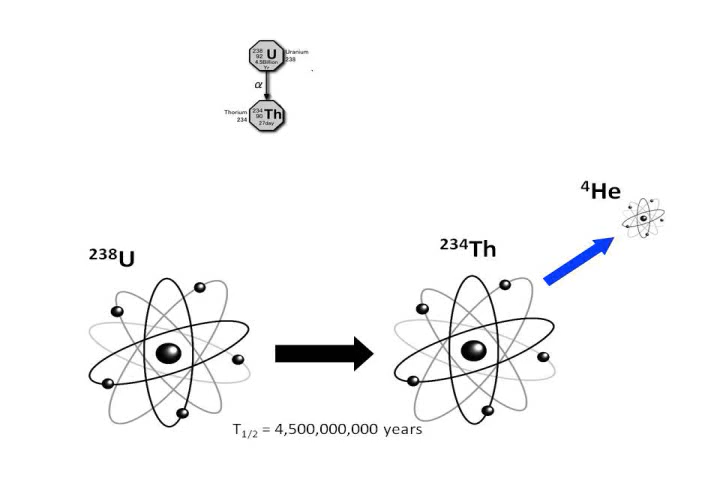 238
92 U
4.5Billion
Yr
Uranium
238
α
Thorium
234
234
90 Th
27day
⁴He
²³⁸U
²³⁴Th
T₁/₂ = 4,500,000,000 years